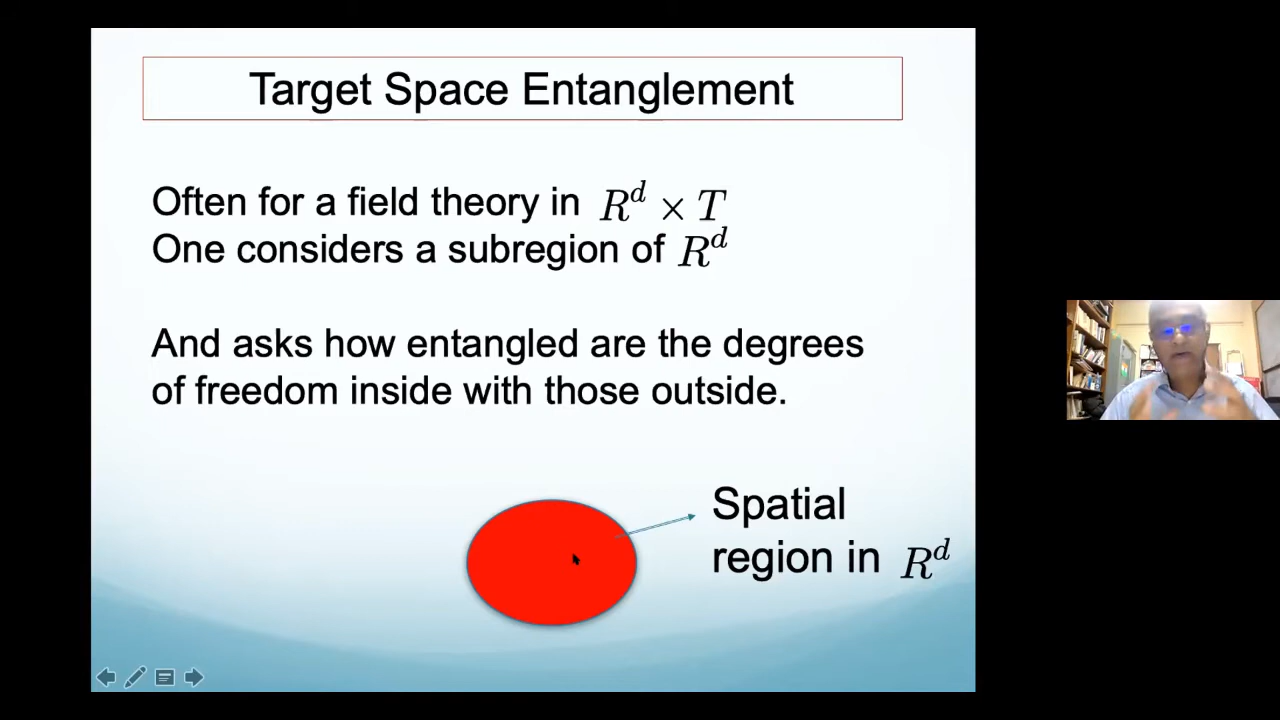 Target Space Entanglement
Often for a field theory in $R^d \times T$
One considers a subregion of $R^d$
And asks how entangled are the degrees
of freedom inside with those outside.
Spatial
region in $R^d$